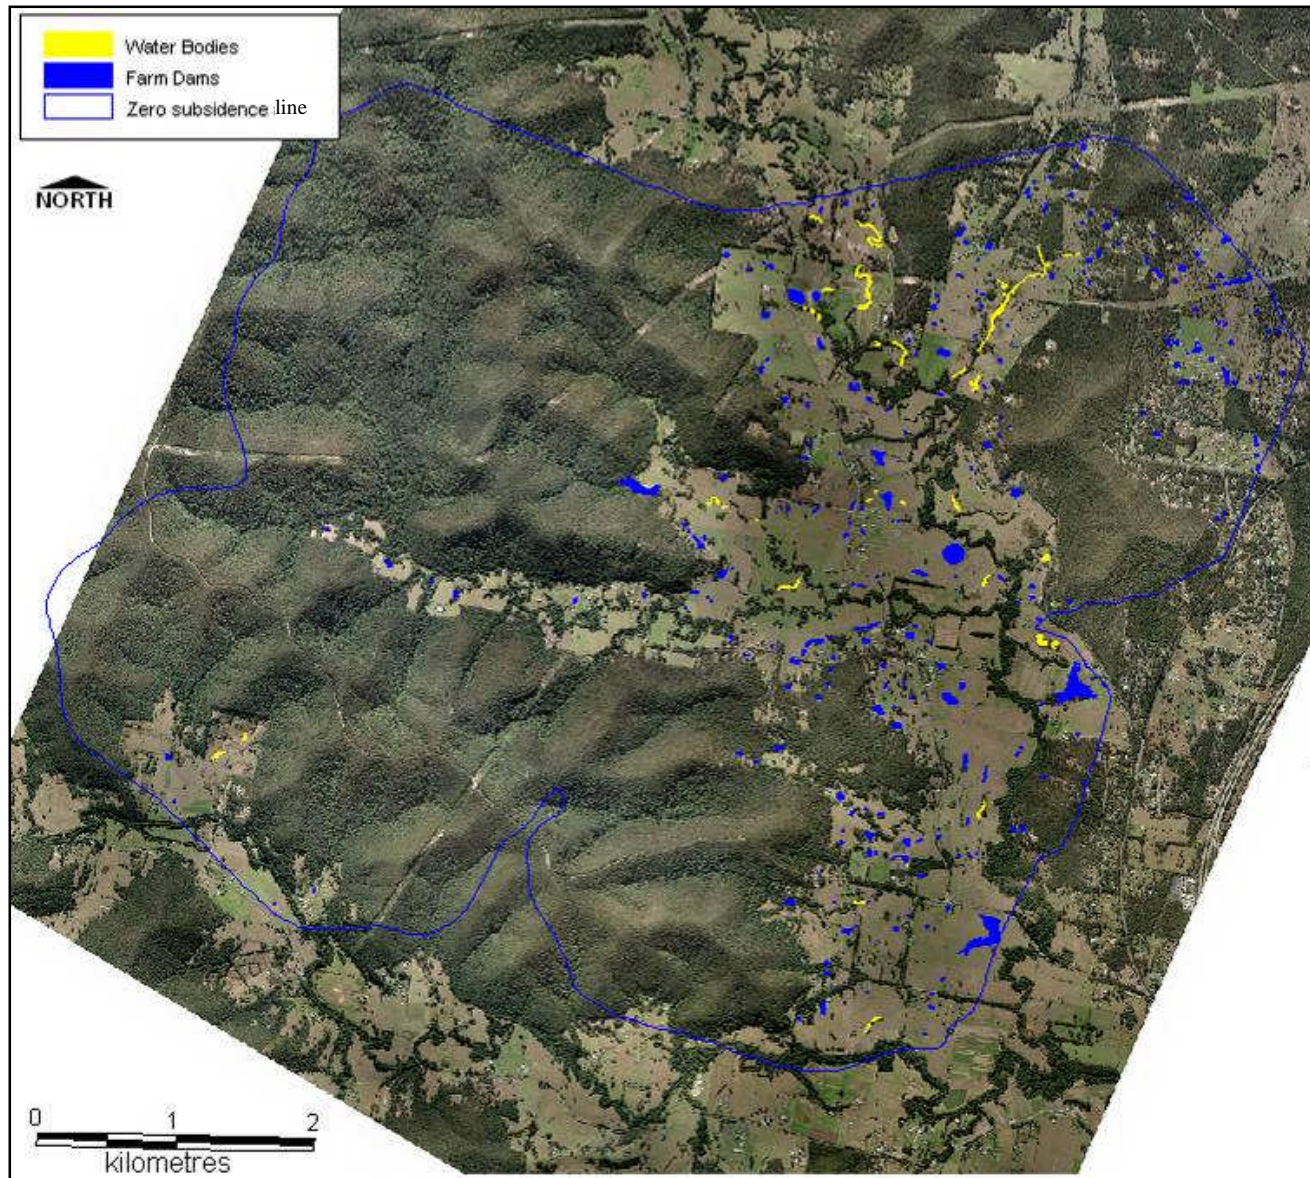 Water Bodies
Farm Dams
Zero subsidence line
NORTH
0 1 2
kilometres